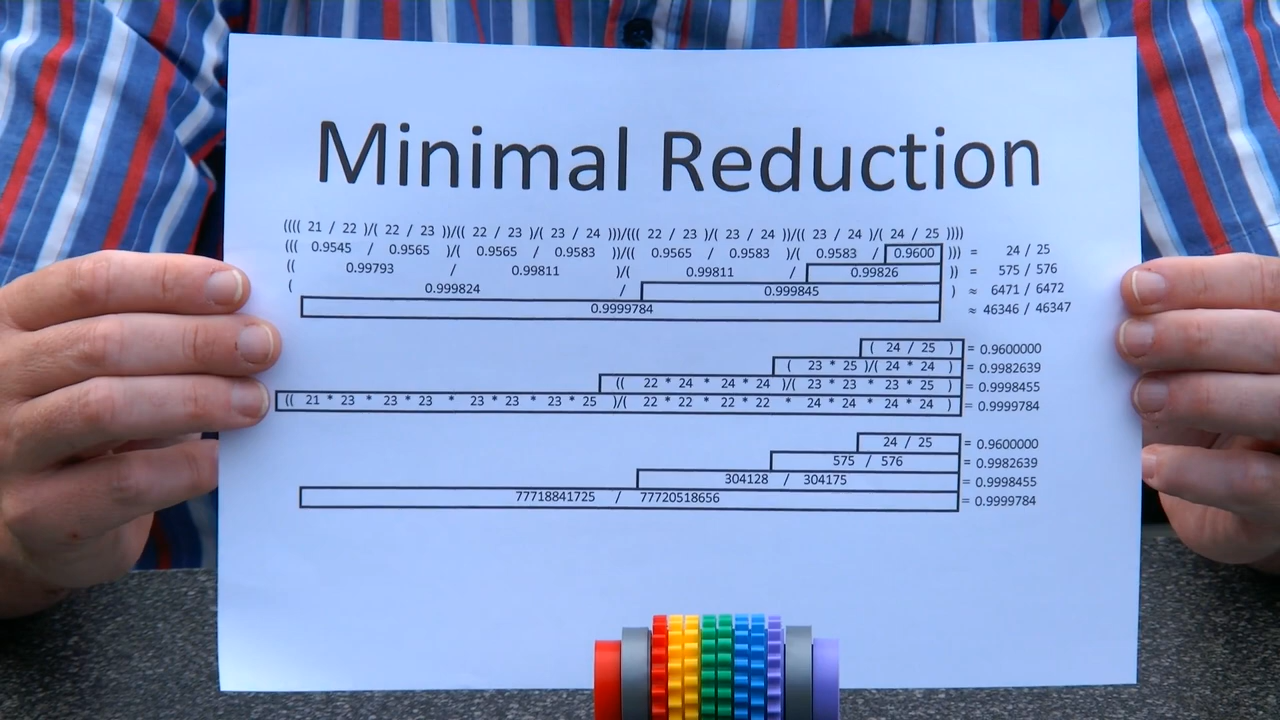 Minimal Reduction
(((( 21 / 22 )/( 22 / 23 ))/(( 22 / 23 )/( 23 / 24 )))/((( 22 / 23 )/( 23 / 24 ))/(( 23 / 24 )/( 24 / 25 ))))
((( 0.9545 / 0.9565 )/( 0.9565 / 0.9583 ))/(( 0.9565 / 0.9583 )/( 0.9583 / 0.9600 ))) = 24 / 25
(( 0.99793 / 0.99811 )/( 0.99811 / 0.99826 )) = 575 / 576
( 0.999824 / 0.999845 ) ≈ 6471 / 6472
0.9999784 ≈ 46346 / 46347
( 24 / 25 ) = 0.9600000
( 23 * 25 )/( 24 * 24 ) = 0.9982639
(( 22 * 24 * 24 * 24 )/( 23 * 23 * 23 * 25 ) = 0.9998455
(( 21 * 23 * 23 * 23 * 23 * 23 * 23 * 25 )/( 22 * 22 * 22 * 22 * 24 * 24 * 24 * 24 ) = 0.9999784
24 / 25 = 0.9600000
575 / 576 = 0.9982639
304128 / 304175 = 0.9998455
77718841725 / 77720518656 = 0.9999784